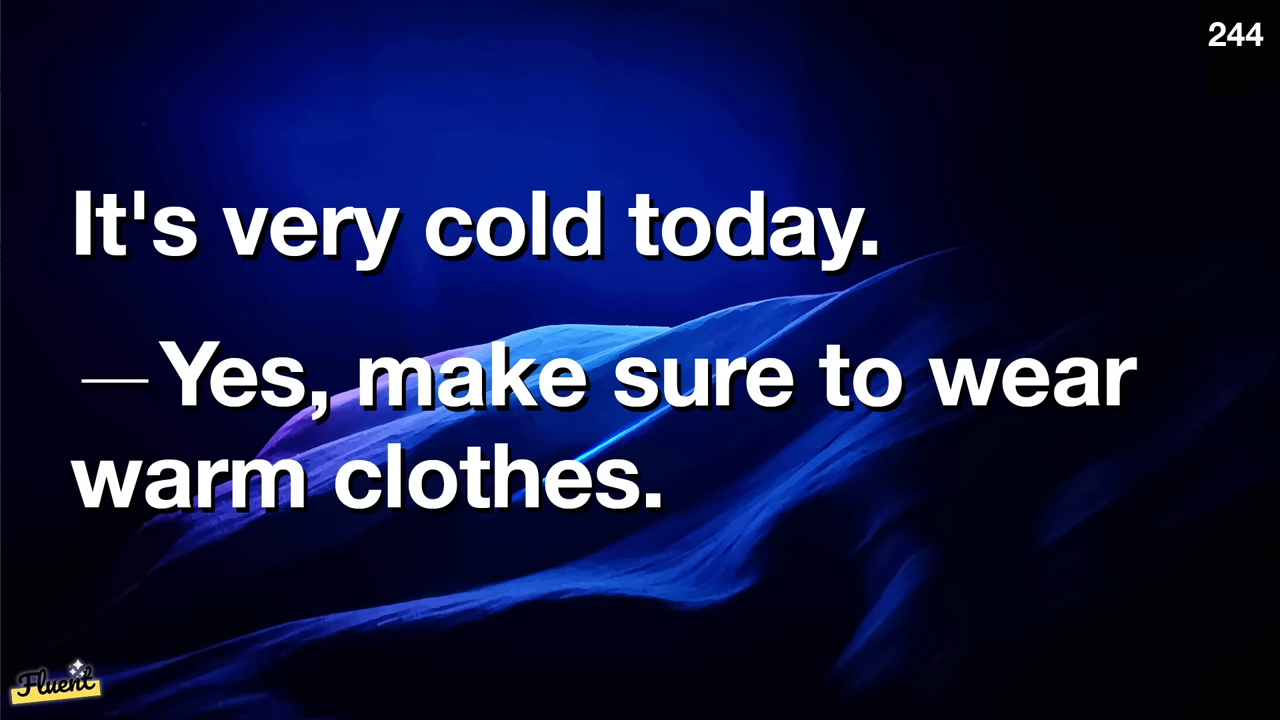 244
It's very cold today.
— Yes, make sure to wear
warm clothes.
Fluent